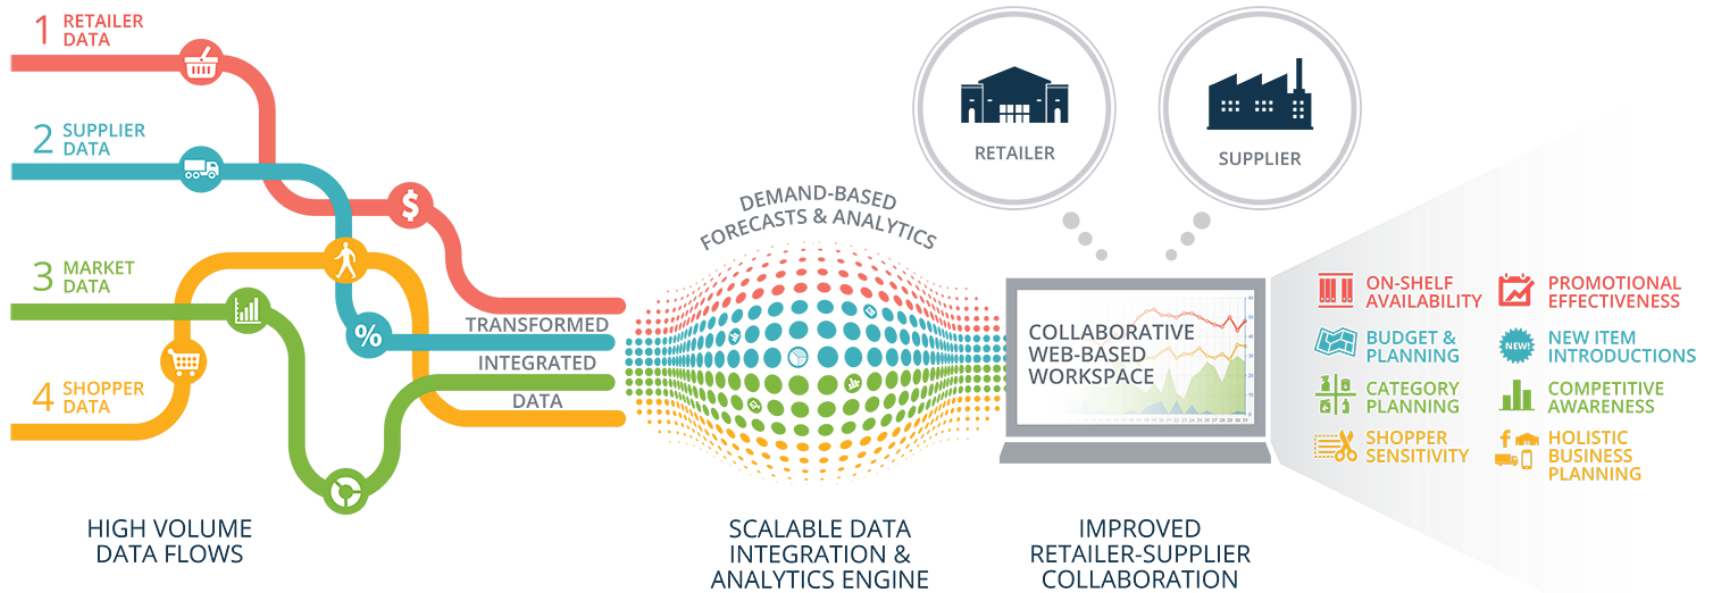 1 RETAILER
DATA
2 SUPPLIER
DATA
3 MARKET
DATA
4 SHOPPER
DATA
$
%
TRANSFORMED
INTEGRATED
DATA
HIGH VOLUME
DATA FLOWS
DEMAND-BASED
FORECASTS & ANALYTICS
SCALABLE DATA
INTEGRATION &
ANALYTICS ENGINE
RETAILER
SUPPLIER
COLLABORATIVE
WEB-BASED
WORKSPACE
IMPROVED
RETAILER-SUPPLIER
COLLABORATION
ON-SHELF
AVAILABILITY
PROMOTIONAL
EFFECTIVENESS
BUDGET &
PLANNING
NEW!
NEW ITEM
INTRODUCTIONS
CATEGORY
PLANNING
COMPETITIVE
AWARENESS
SHOPPER
SENSITIVITY
f
HOLISTIC
BUSINESS
PLANNING